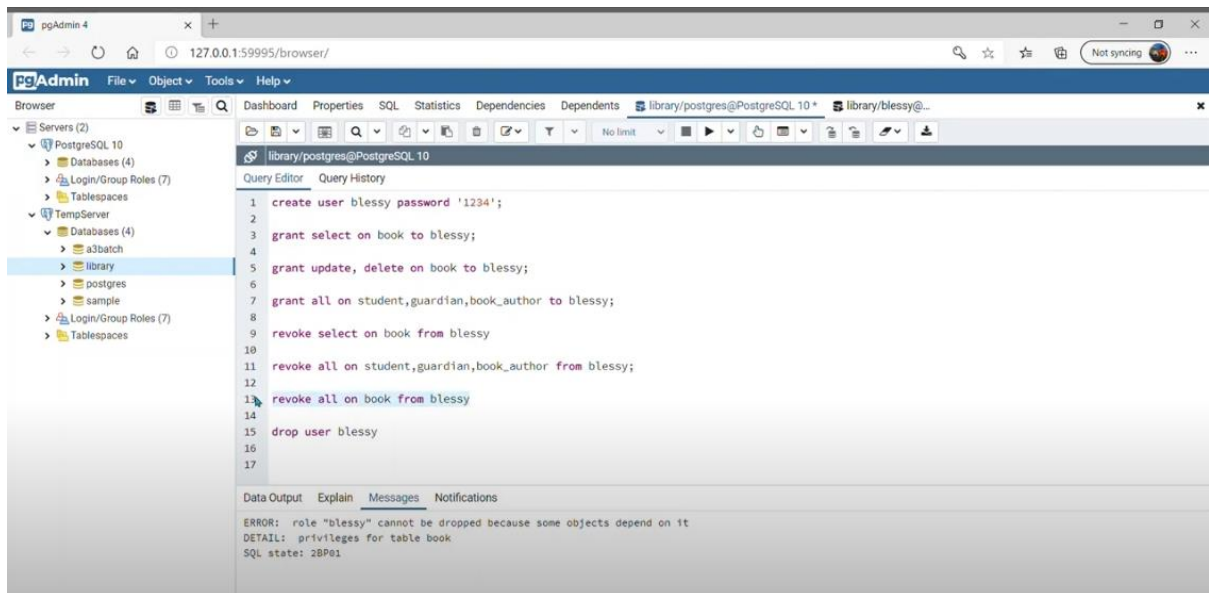 pgAdmin 4
127.0.0.1:59995/browser/
Not syncing
PgAdmin File Object Tools Help
Browser
Dashboard Properties SQL Statistics Dependencies Dependents library/postgres@PostgreSQL 10 * library/blessy@...
Servers (2)
PostgreSQL 10
Databases (4)
Login/Group Roles (7)
Tablespaces
TempServer
Databases (4)
a3batch
library
postgres
sample
Login/Group Roles (7)
Tablespaces
No limit
library/postgres@PostgreSQL 10
Query Editor Query History
1 create user blessy password '1234';
2
3 grant select on book to blessy;
4
5 grant update, delete on book to blessy;
6
7 grant all on student,guardian,book_author to blessy;
8
9 revoke select on book from blessy
10
11 revoke all on student,guardian,book_author from blessy;
12
13 revoke all on book from blessy
14
15 drop user blessy
16
17
Data Output Explain Messages Notifications
ERROR: role "blessy" cannot be dropped because some objects depend on it
DETAIL: privileges for table book
SQL state: 2BP01